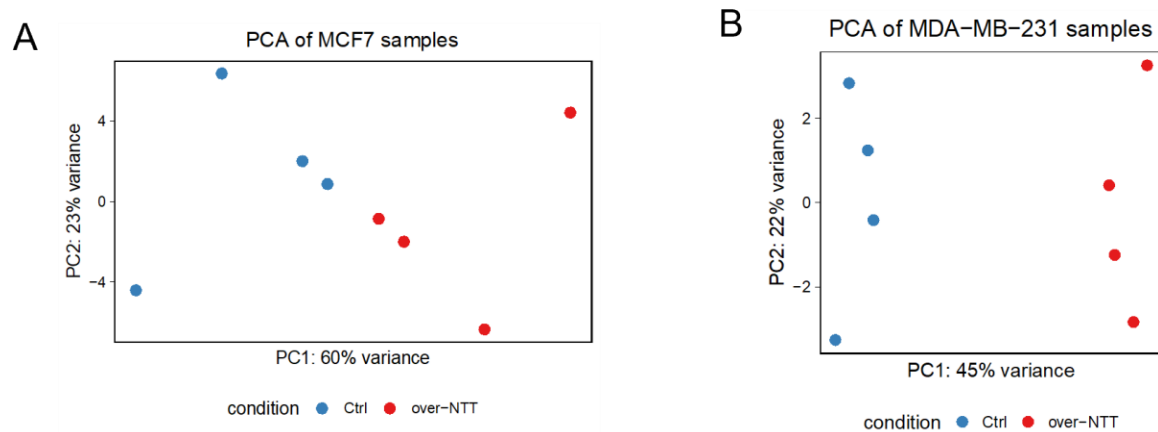 A
PCA of MCF7 samples
4
0
−4
PC2: 23% variance
PC1: 60% variance
condition Ctrl over−NTT
B
PCA of MDA−MB−231 samples
2
0
−2
PC2: 22% variance
PC1: 45% variance
condition Ctrl over−NTT